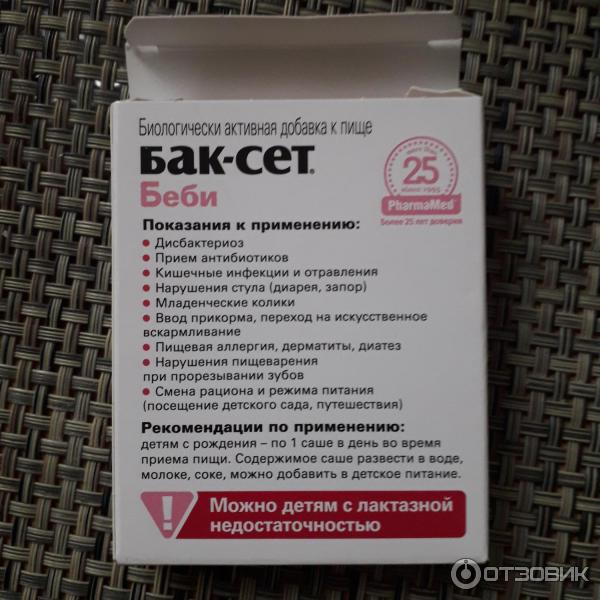 Биологически активная добавка к пище
Бак-сет®
Беби
25
since 1995
PharmaMed®
Более 25 лет доверия
Показания к применению:
• Дисбактериоз
• Прием антибиотиков
• Кишечные инфекции и отравления
• Нарушения стула (диарея, запор)
• Младенческие колики
• Ввод прикорма, переход на искусственное
вскармливание
• Пищевая аллергия, дерматиты, диатез
• Нарушения пищеварения
при прорезывании зубов
• Смена рациона и режима питания
(посещение детского сада, путешествия)
Рекомендации по применению:
детям с рождения – по 1 саше в день во время
приема пищи. Содержимое саше развести в воде,
молоке, соке, можно добавить в детское питание.
! Можно детям с лактазной
недостаточностью
ОТЗОВИК